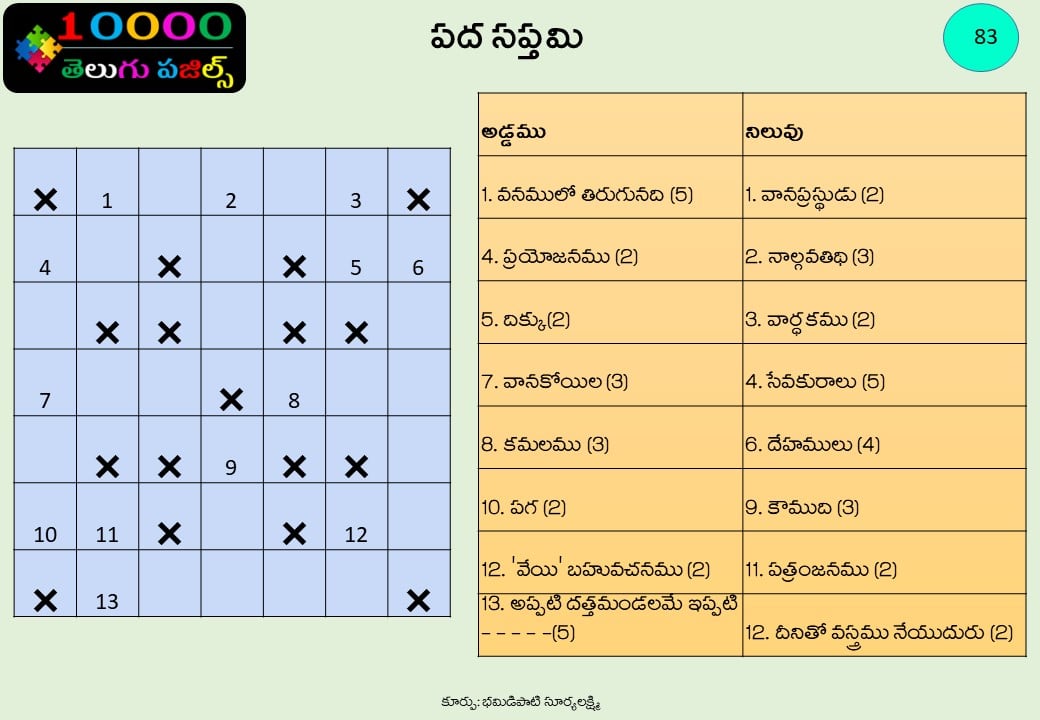 10000
తెలుగు పజిల్స్
పద సప్తమి
83
1 2 3
4 5 6
7 8
9
10 11 12
13
అడ్డము నిలువు
1. వనములో తిరుగునది (5) 1. వానప్రస్థుడు (2)
4. ప్రయోజనము (2) 2. నాల్గవతిథి (3)
5. దిక్కు(2) 3. వార్ధకము (2)
7. వానకోయిల (3) 4. సేవకురాలు (5)
8. కమలము (3) 6. దేహములు (4)
10. పగ (2) 9. కౌముది (3)
12. 'వేయి' బహువచనము (2) 11. పత్రంజనము (2)
13. అప్పటి దత్తమండలమే ఇప్పటి
- - - - -(5) 12. దీనితో వస్త్రము నేయుదురు (2)
కూర్పు: భమిడిపాటి సూర్యలక్ష్మి